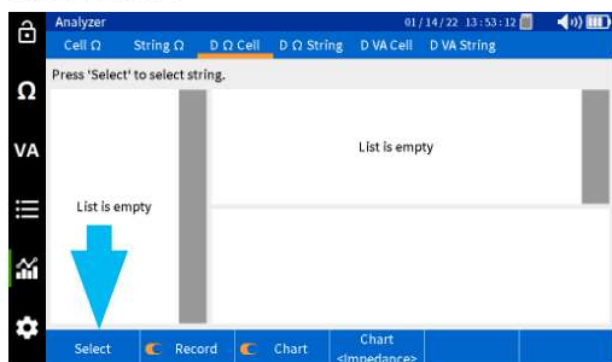 Analyzer 01/14/22 13:53:12
Cell Ω String Ω D Ω Cell D Ω String D VA Cell D VA String
Press 'Select' to select string.
Ω
VA
List is empty
List is empty
Select Record Chart Chart
<Impedance>